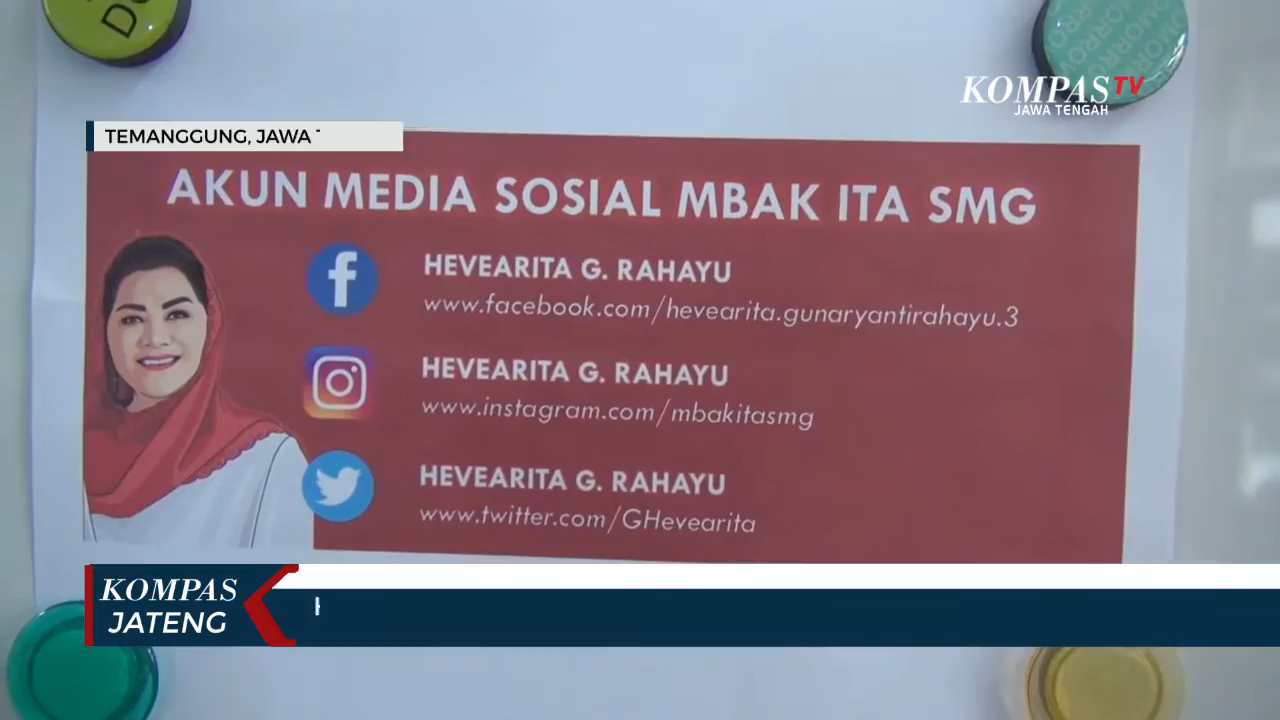 DO
KOMPAS TV
JAWA TENGAH
TEMANGGUNG, JAWA
AKUN MEDIA SOSIAL MBAK ITA SMG
HEVEARITA G. RAHAYU
www.facebook.com/hevearita.gunaryantirahayu.3
HEVEARITA G. RAHAYU
www.instagram.com/mbakitasmg
HEVEARITA G. RAHAYU
www.twitter.com/GHevearita
KOMPAS
JATENG